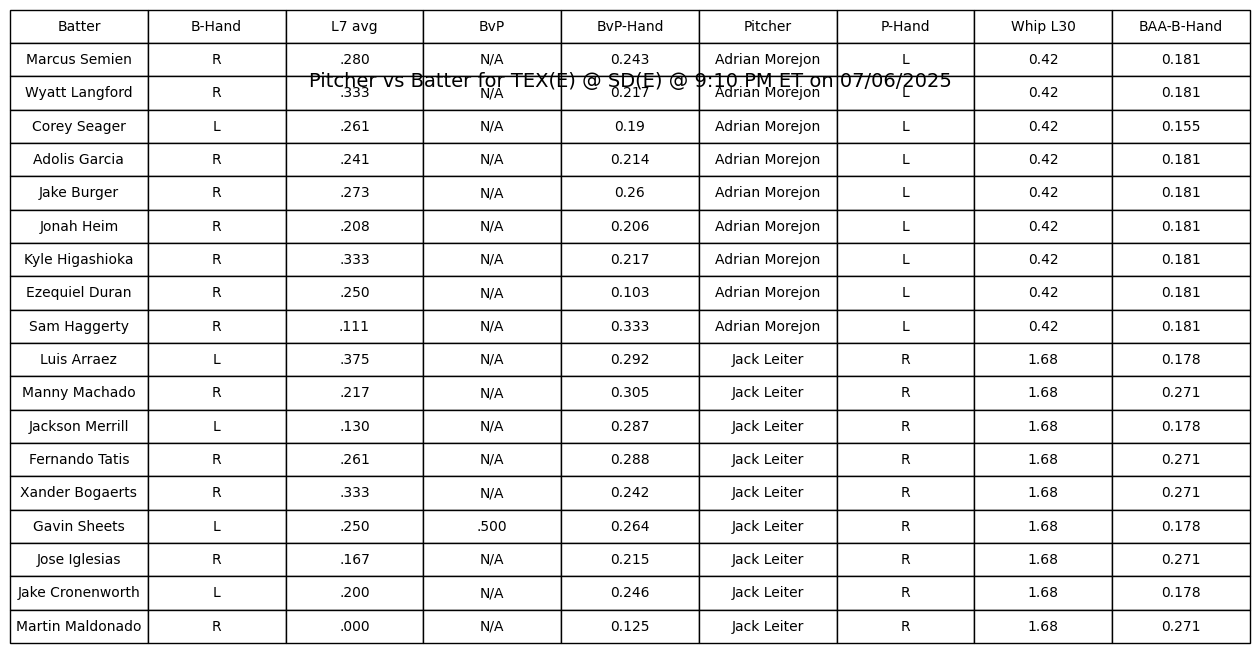 Batter B-Hand L7 avg BvP BvP-Hand Pitcher P-Hand Whip L30 BAA-B-Hand
Marcus Semien R .280 N/A 0.243 Adrian Morejon L 0.42 0.181
Pitcher vs Batter for TEX(E) @ SD(E) @ 9:10 PM ET on 07/06/2025
Wyatt Langford R .333 N/A 0.217 Adrian Morejon L 0.42 0.181
Corey Seager L .261 N/A 0.19 Adrian Morejon L 0.42 0.155
Adolis Garcia R .241 N/A 0.214 Adrian Morejon L 0.42 0.181
Jake Burger R .273 N/A 0.26 Adrian Morejon L 0.42 0.181
Jonah Heim R .208 N/A 0.206 Adrian Morejon L 0.42 0.181
Kyle Higashioka R .333 N/A 0.217 Adrian Morejon L 0.42 0.181
Ezequiel Duran R .250 N/A 0.103 Adrian Morejon L 0.42 0.181
Sam Haggerty R .111 N/A 0.333 Adrian Morejon L 0.42 0.181
Luis Arraez L .375 N/A 0.292 Jack Leiter R 1.68 0.178
Manny Machado R .217 N/A 0.305 Jack Leiter R 1.68 0.271
Jackson Merrill L .130 N/A 0.287 Jack Leiter R 1.68 0.178
Fernando Tatis R .261 N/A 0.288 Jack Leiter R 1.68 0.271
Xander Bogaerts R .333 N/A 0.242 Jack Leiter R 1.68 0.271
Gavin Sheets L .250 .500 0.264 Jack Leiter R 1.68 0.178
Jose Iglesias R .167 N/A 0.215 Jack Leiter R 1.68 0.271
Jake Cronenworth L .200 N/A 0.246 Jack Leiter R 1.68 0.178
Martin Maldonado R .000 N/A 0.125 Jack Leiter R 1.68 0.271